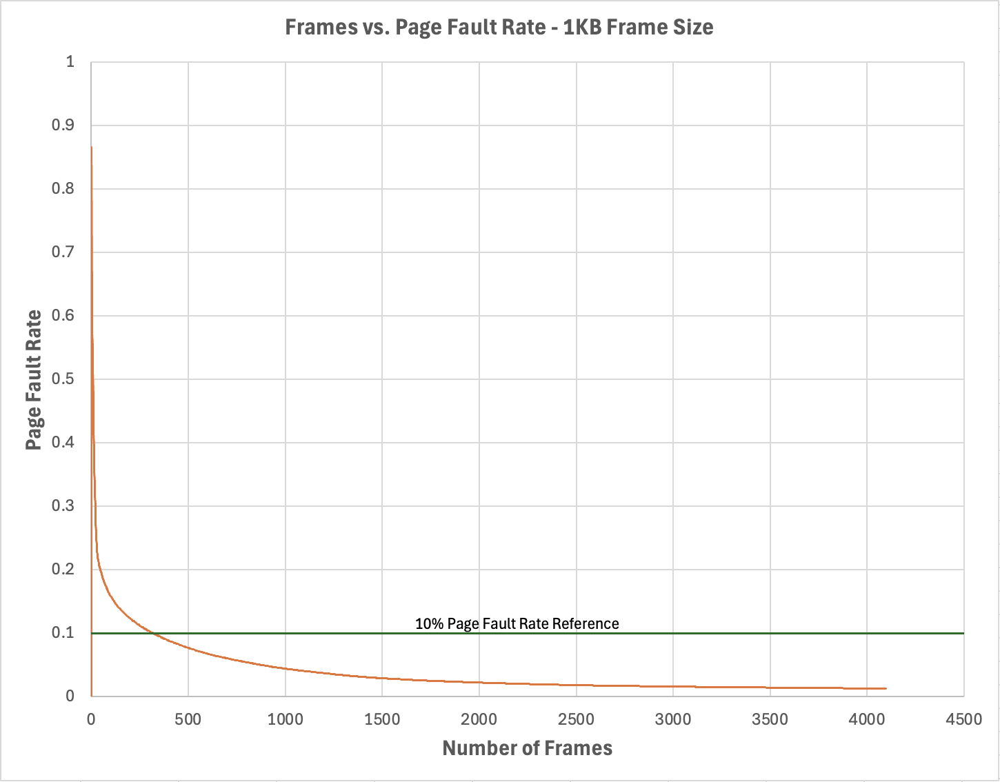 Frames vs. Page Fault Rate - 1KB Frame Size
1
0.9
0.8
0.7
0.6
0.5
0.4
0.3
0.2
0.1
0
Page Fault Rate
10% Page Fault Rate Reference
0 500 1000 1500 2000 2500 3000 3500 4000 4500
Number of Frames